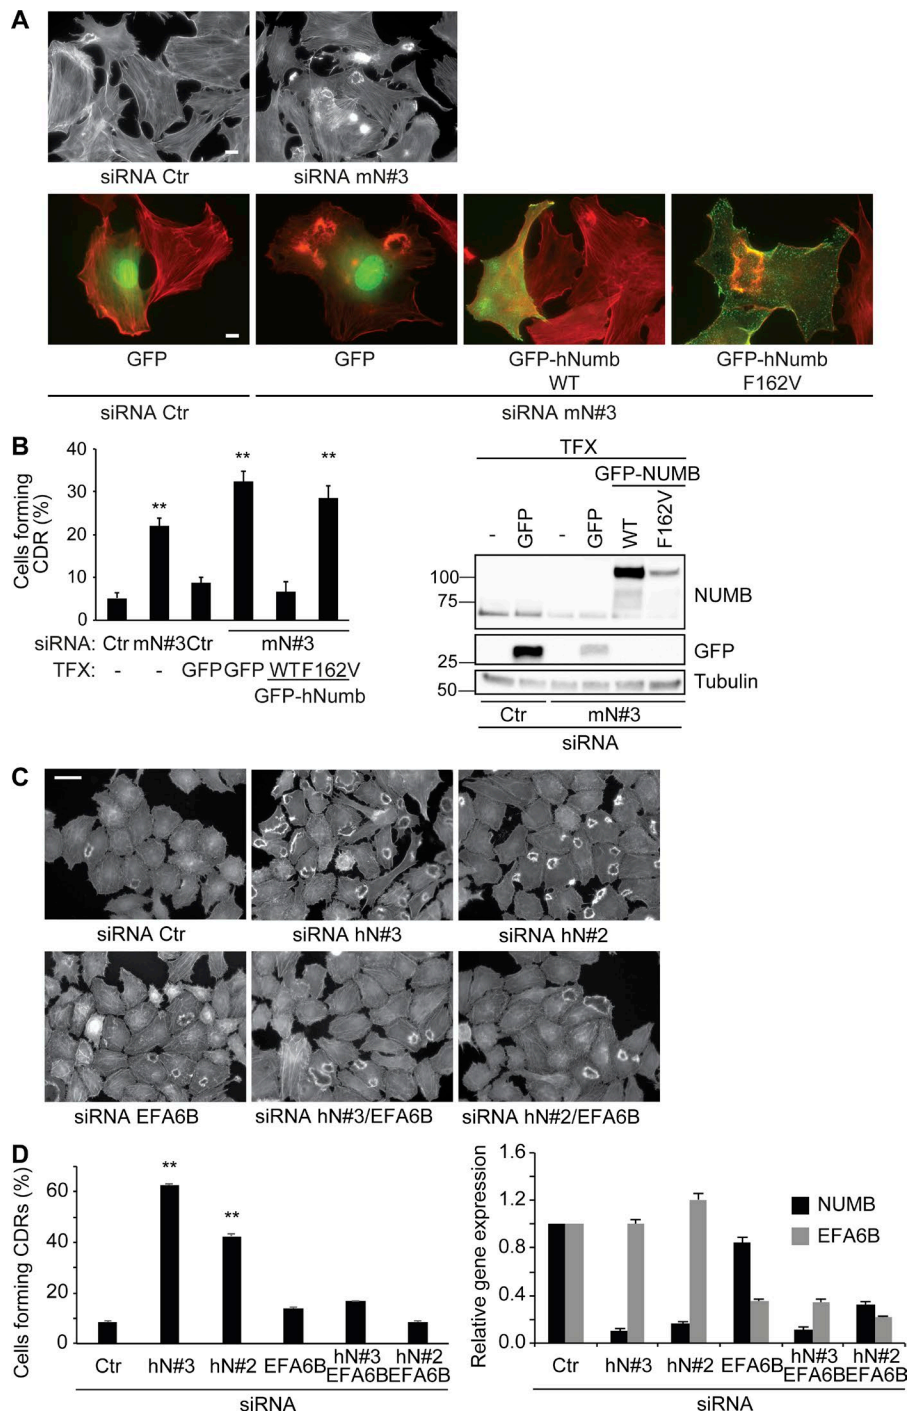 A
siRNA Ctr
siRNA mN#3
GFP
GFP
GFP-hNumb
WT
GFP-hNumb
F162V
siRNA Ctr
siRNA mN#3
B
Cells forming
CDR (%)
40
30
20
10
0
**
**
**
siRNA: Ctr mN#3 Ctr mN#3
TFX: - - GFP GFP WT F162V
GFP-hNumb
TFX
GFP-NUMB
- GFP - GFP WT F162V
100
75
NUMB
25
GFP
50
Tubulin
Ctr mN#3
siRNA
C
siRNA Ctr
siRNA hN#3
siRNA hN#2
siRNA EFA6B
siRNA hN#3/EFA6B
siRNA hN#2/EFA6B
D
Cells forming CDRs (%)
60
40
20
0
**
**
Ctr hN#3 hN#2 EFA6B hN#3 hN#2
EFA6B EFA6B
siRNA
Relative gene expression
1.6
1.2
0.8
0.4
0.0
NUMB
EFA6B
Ctr hN#3 hN#2 EFA6B hN#3 hN#2
EFA6B EFA6B
siRNA